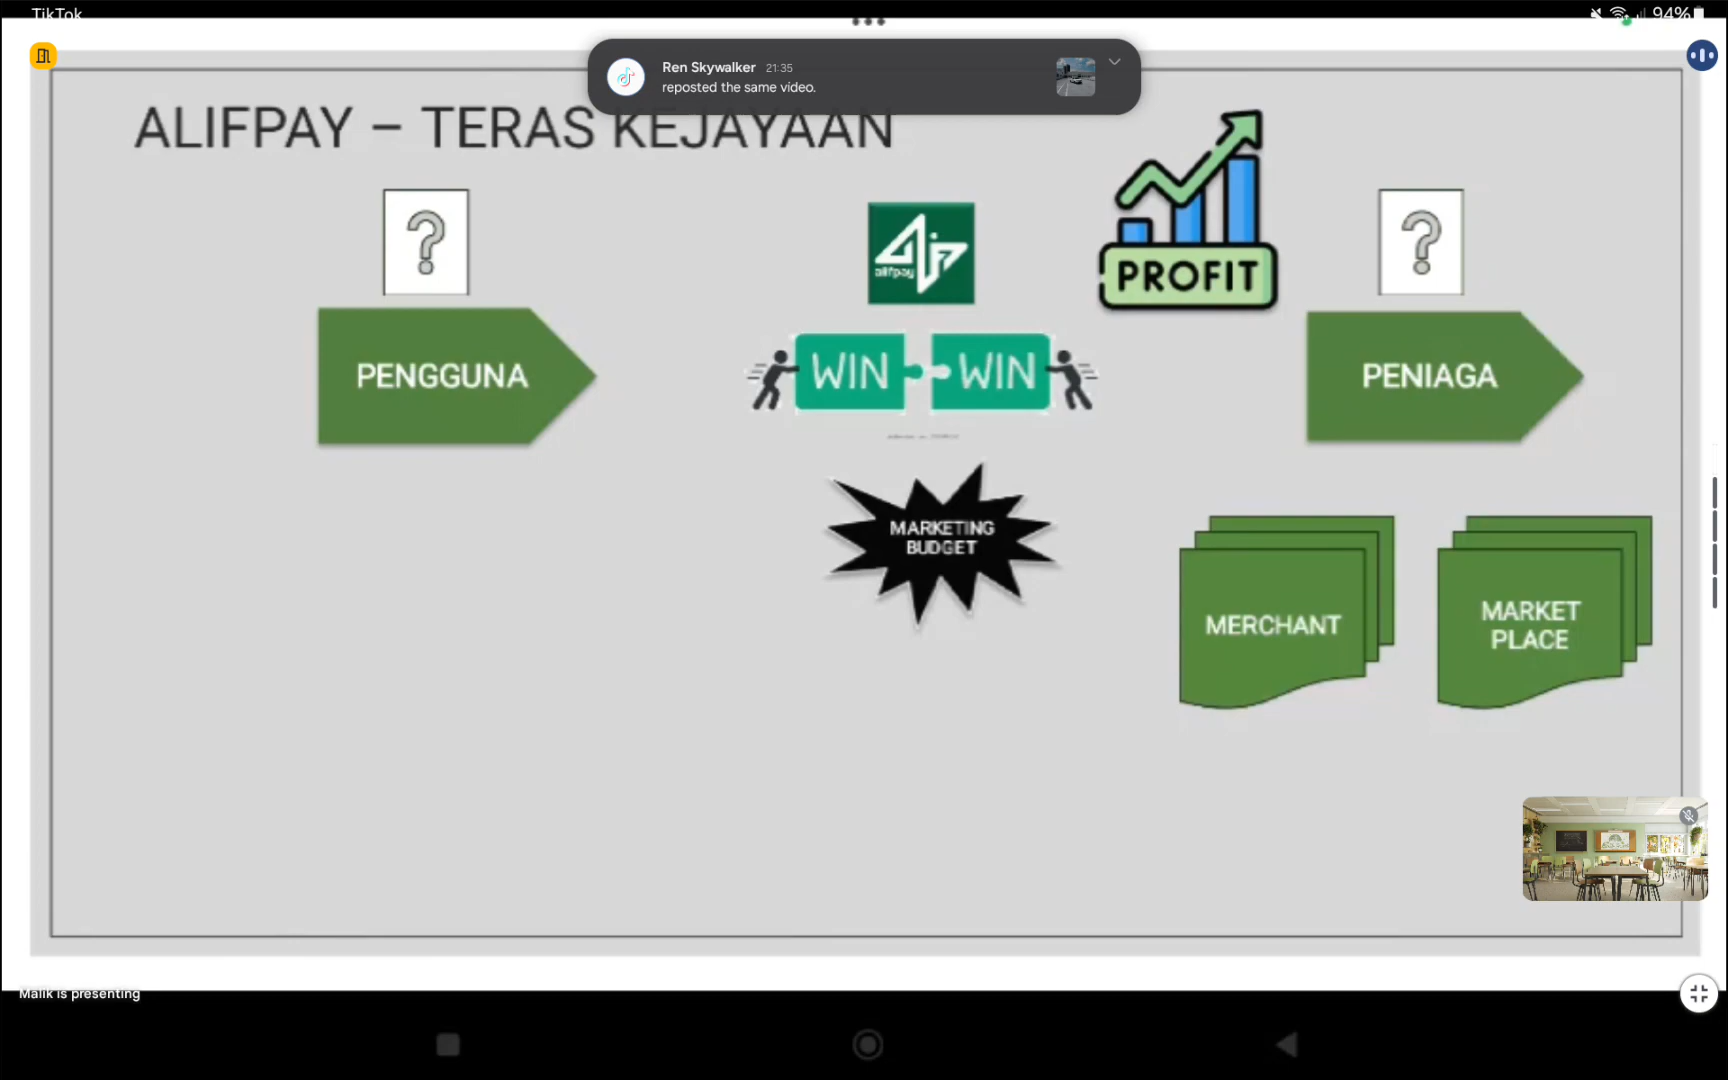 TikTok
94%
Ren Skywalker 21:35
reposted the same video.
ALIFPAY – TERAS KEJAYAAN
?
alifpay
PROFIT
?
PENGGUNA
WIN WIN
PENIAGA
MARKETING
BUDGET
MERCHANT
MARKET
PLACE
Malik is presenting